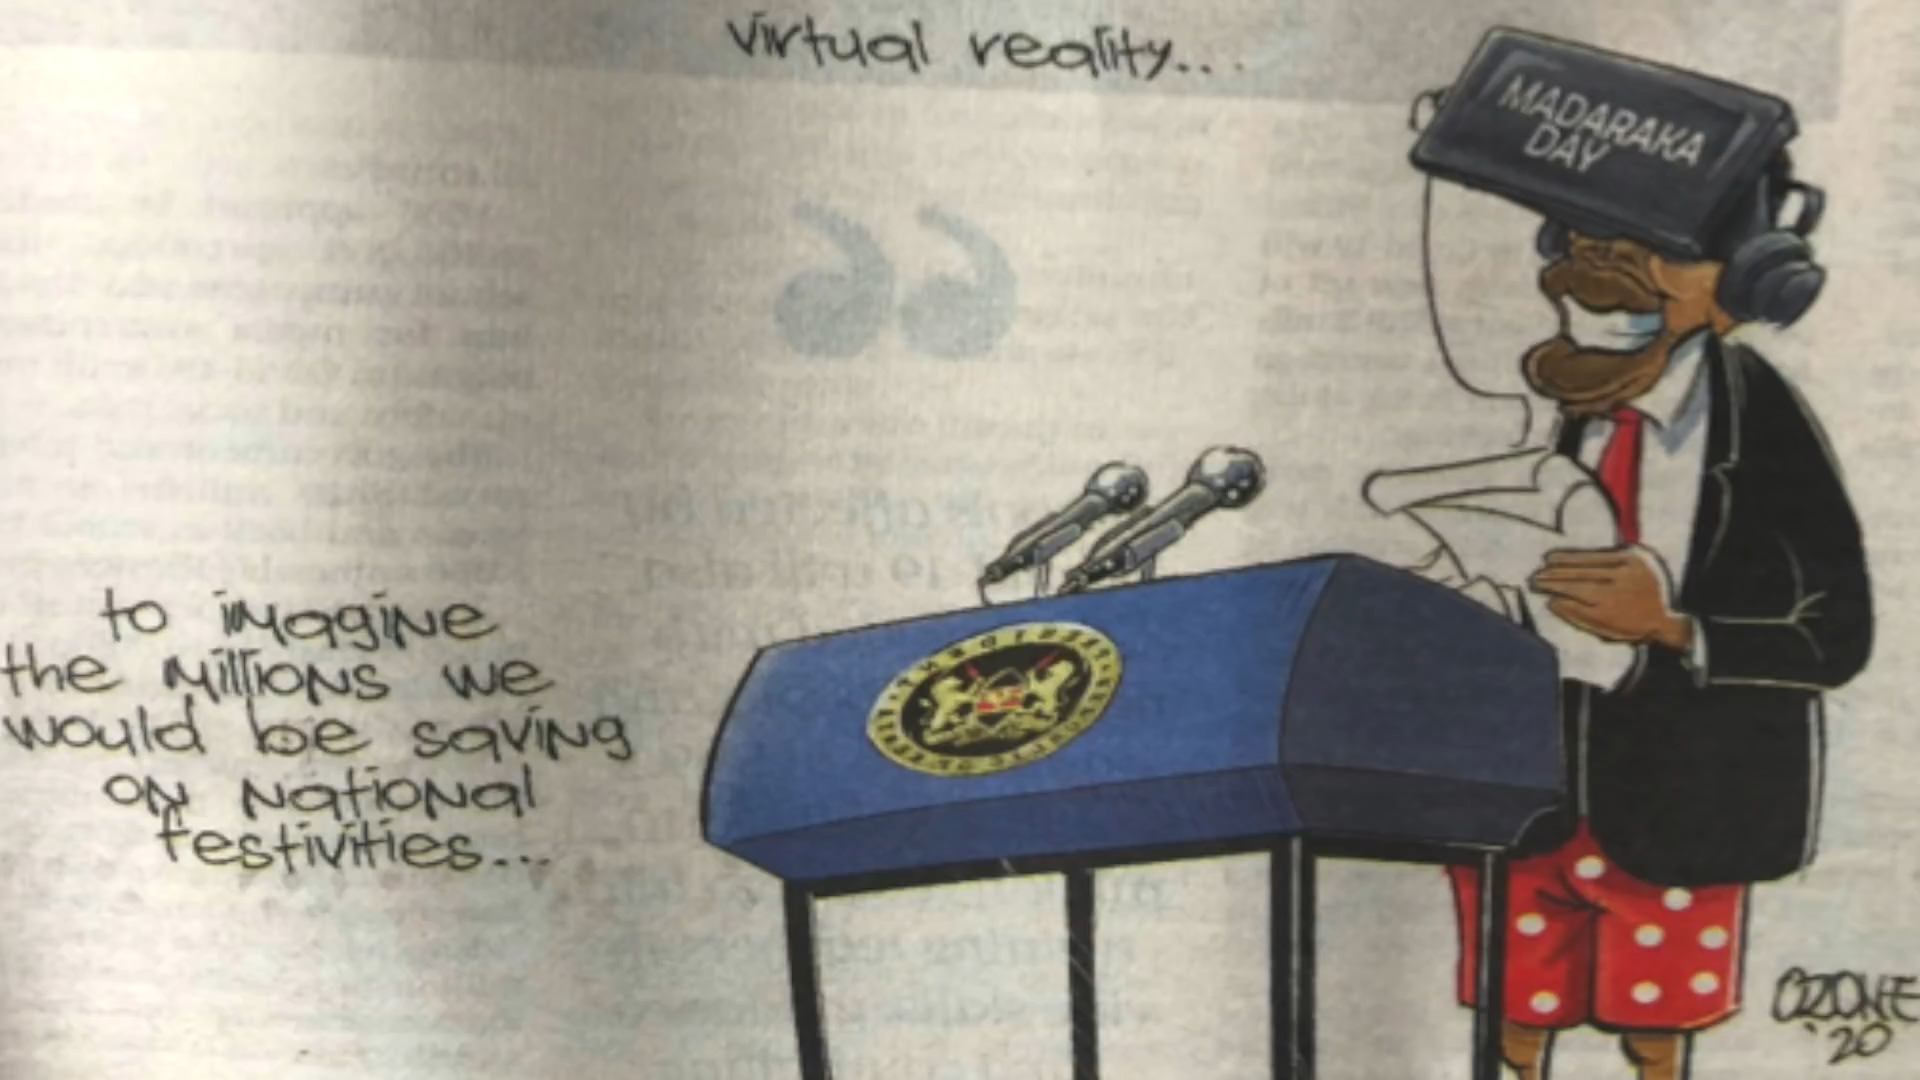 virtual reality...
MADARAKA
DAY
to imagine
the millions we
would be saving
on national
festivities...
OZONE
'20